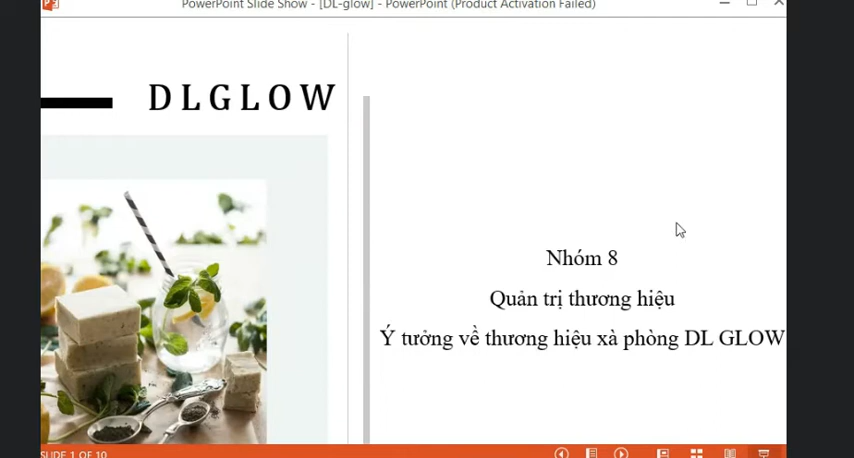 PowerPoint Slide Show - [DL-glow] - PowerPoint (Product Activation Failed)
DLGLOW
Nhóm 8
Quản trị thương hiệu
Ý tưởng về thương hiệu xà phòng DL GLOW
SLIDE 1 OF 10